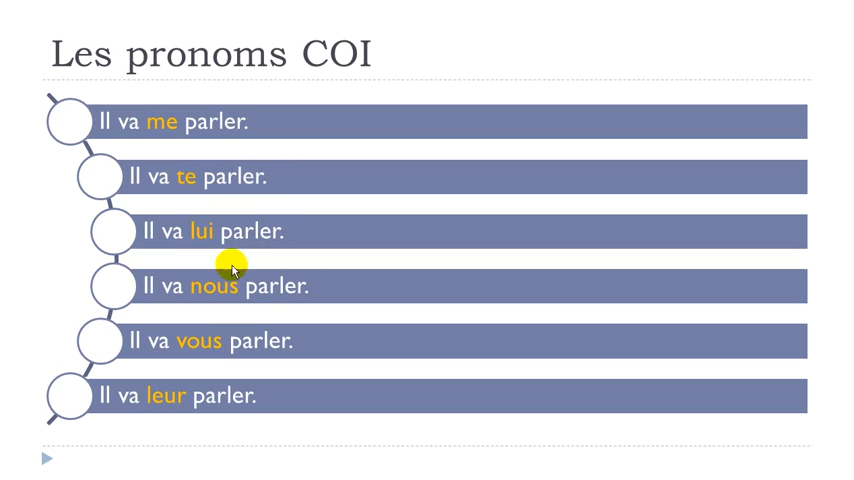 Les pronoms COI
Il va me parler.
Il va te parler.
Il va lui parler.
Il va nous parler.
Il va vous parler.
Il va leur parler.